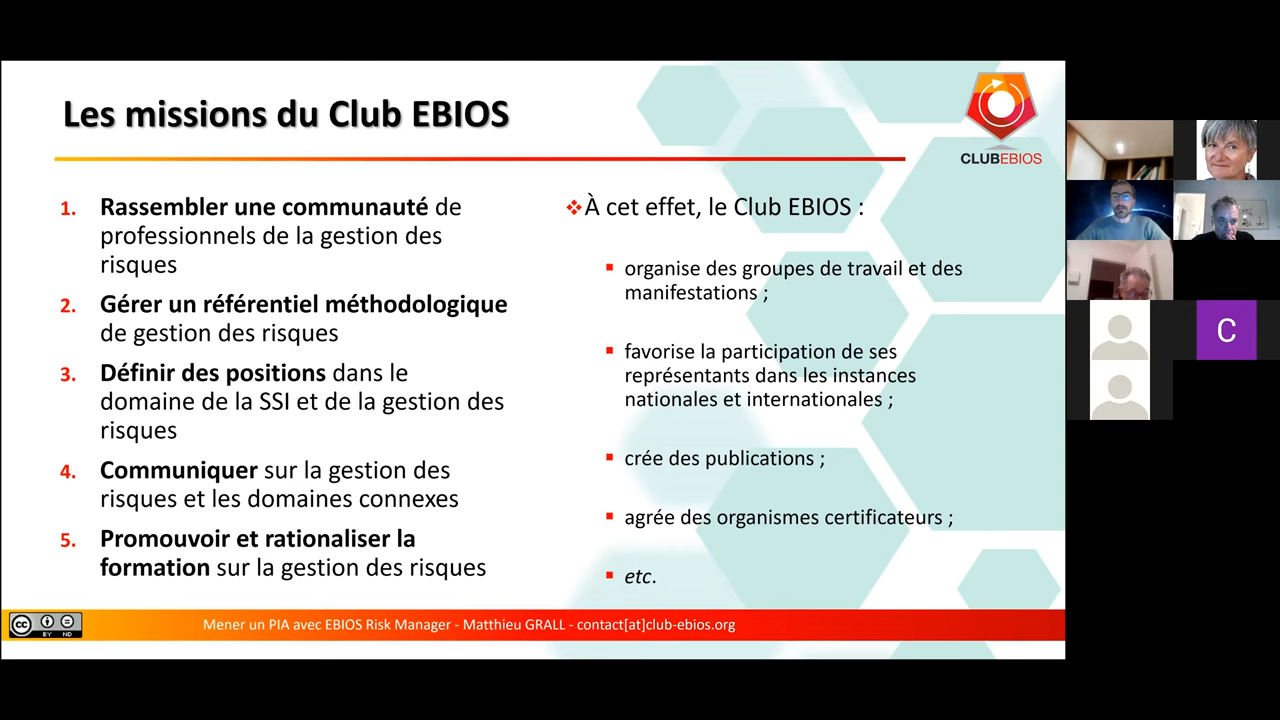 Les missions du Club EBIOS
CLUBEBIOS
1. Rassembler une communauté de
professionnels de la gestion des
risques
2. Gérer un référentiel méthodologique
de gestion des risques
3. Définir des positions dans le
domaine de la SSI et de la gestion des
risques
4. Communiquer sur la gestion des
risques et les domaines connexes
5. Promouvoir et rationaliser la
formation sur la gestion des risques
❖À cet effet, le Club EBIOS :
▪ organise des groupes de travail et des
manifestations ;
▪ favorise la participation de ses
représentants dans les instances
nationales et internationales ;
▪ crée des publications ;
▪ agrée des organismes certificateurs ;
▪ etc.
cc BY ND
Mener un PIA avec EBIOS Risk Manager - Matthieu GRALL - contact[at]club-ebios.org
C